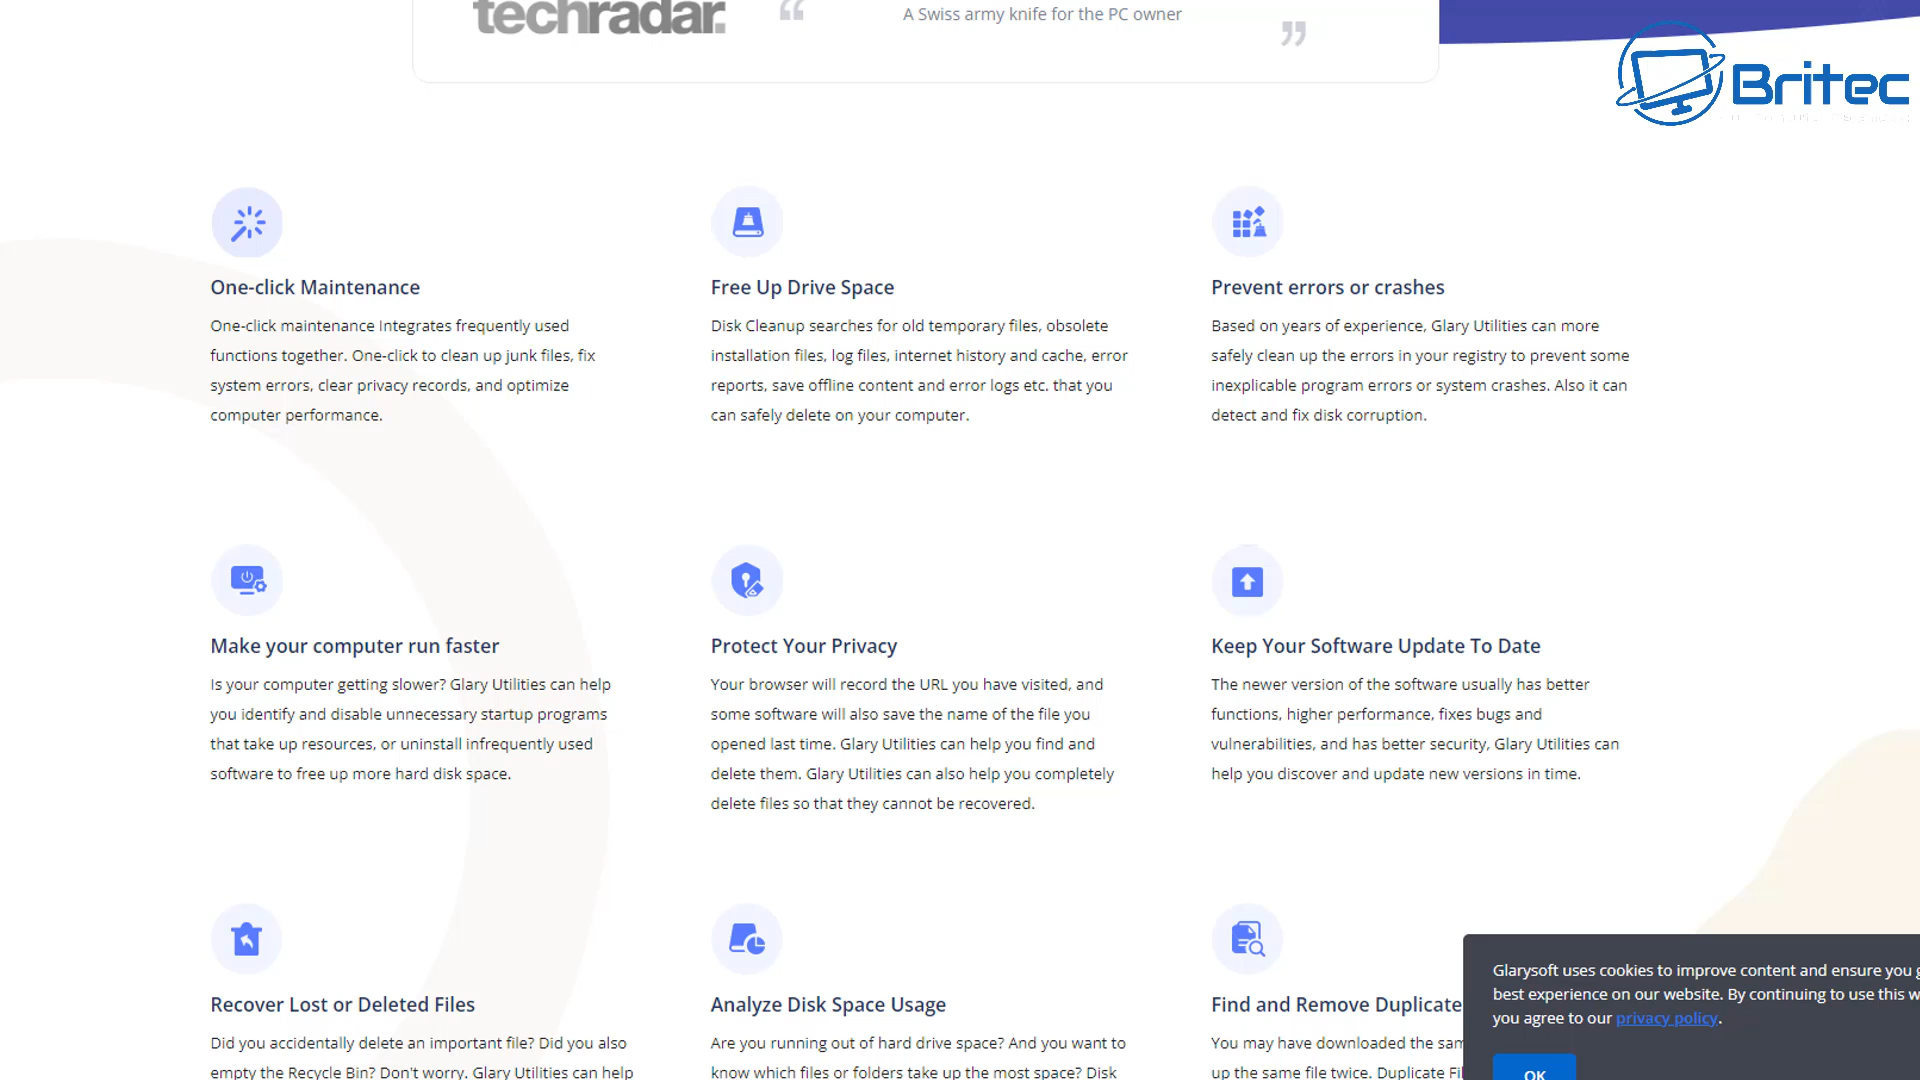 techradar.
“
A Swiss army knife for the PC owner
”
Britec
One-click Maintenance
One-click maintenance Integrates frequently used
functions together. One-click to clean up junk files, fix
system errors, clear privacy records, and optimize
computer performance.
Free Up Drive Space
Disk Cleanup searches for old temporary files, obsolete
installation files, log files, internet history and cache, error
reports, save offline content and error logs etc. that you
can safely delete on your computer.
Prevent errors or crashes
Based on years of experience, Glary Utilities can more
safely clean up the errors in your registry to prevent some
inexplicable program errors or system crashes. Also it can
detect and fix disk corruption.
Make your computer run faster
Is your computer getting slower? Glary Utilities can help
you identify and disable unnecessary startup programs
that take up resources, or uninstall infrequently used
software to free up more hard disk space.
Protect Your Privacy
Your browser will record the URL you have visited, and
some software will also save the name of the file you
opened last time. Glary Utilities can help you find and
delete them. Glary Utilities can also help you completely
delete files so that they cannot be recovered.
Keep Your Software Update To Date
The newer version of the software usually has better
functions, higher performance, fixes bugs and
vulnerabilities, and has better security, Glary Utilities can
help you discover and update new versions in time.
Recover Lost or Deleted Files
Did you accidentally delete an important file? Did you also
empty the Recycle Bin? Don't worry. Glary Utilities can help
Analyze Disk Space Usage
Are you running out of hard drive space? And you want to
know which files or folders take up the most space? Disk
Find and Remove Duplicate
You may have downloaded the
up the same file twice. Duplicate
Glarysoft uses cookies to improve content and ensure you
best experience on our website. By continuing to use this
you agree to our privacy policy.
OK